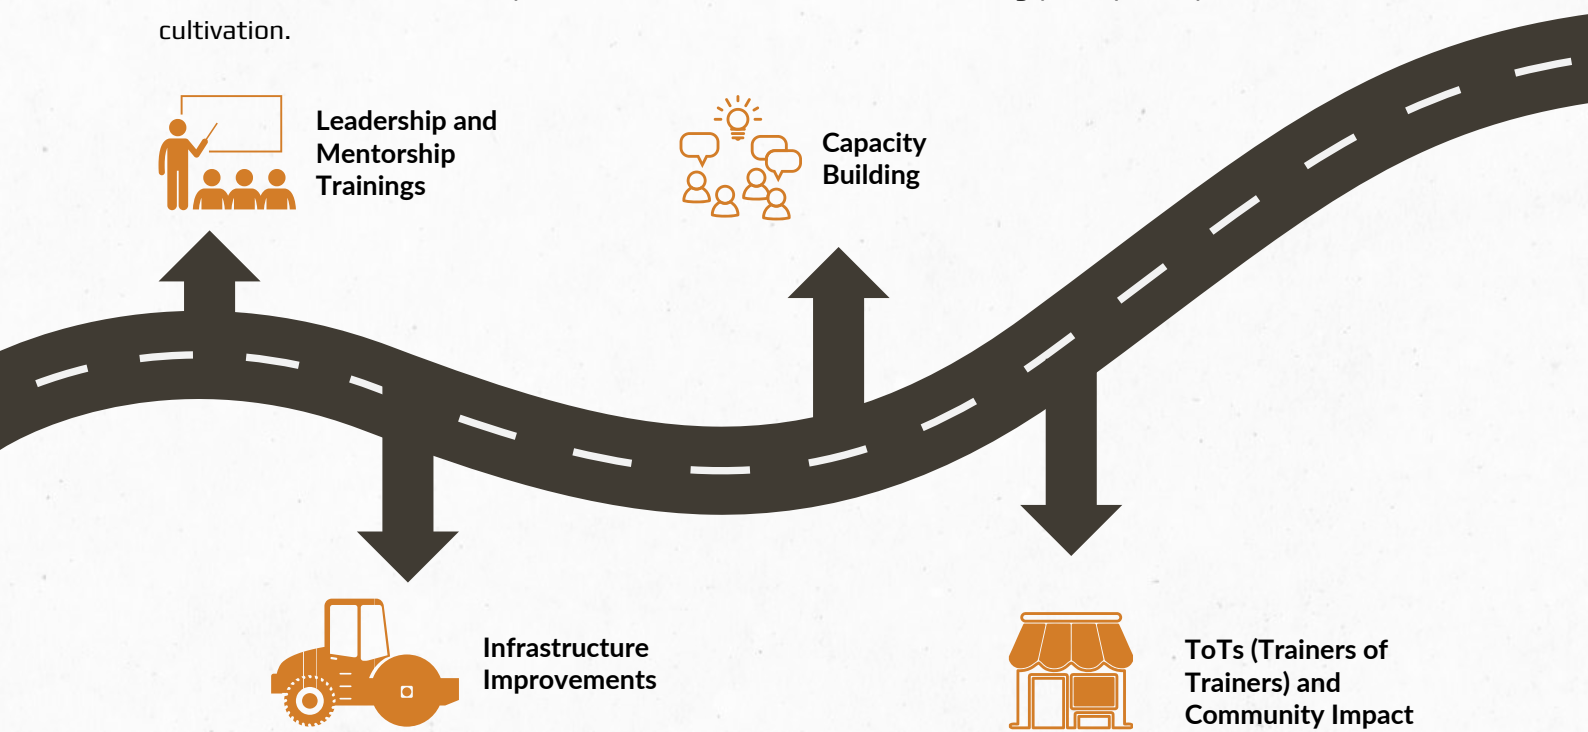 cultivation.
Leadership and
Mentorship
Trainings
Capacity
Building
Infrastructure
Improvements
ToTs (Trainers of
Trainers) and
Community Impact